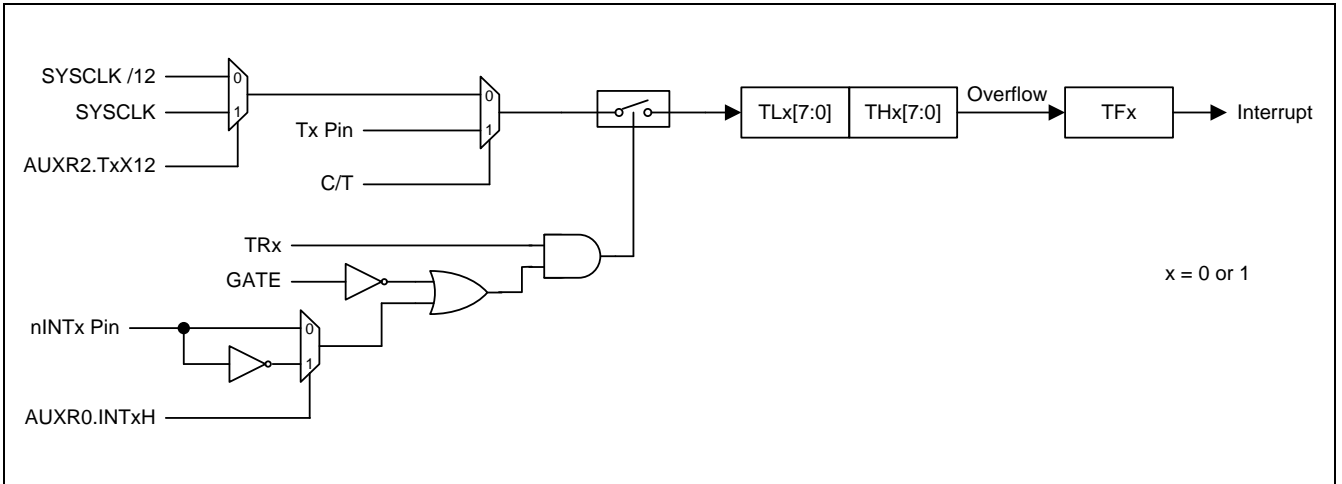 SYSCLK /12
0
SYSCLK
1
AUXR2.TxX12
0
Tx Pin
1
C/T
TLx[7:0]
THx[7:0]
Overflow
TFx
Interrupt
TRx
GATE
x = 0 or 1
nINTx Pin
0
1
AUXR0.INTxH